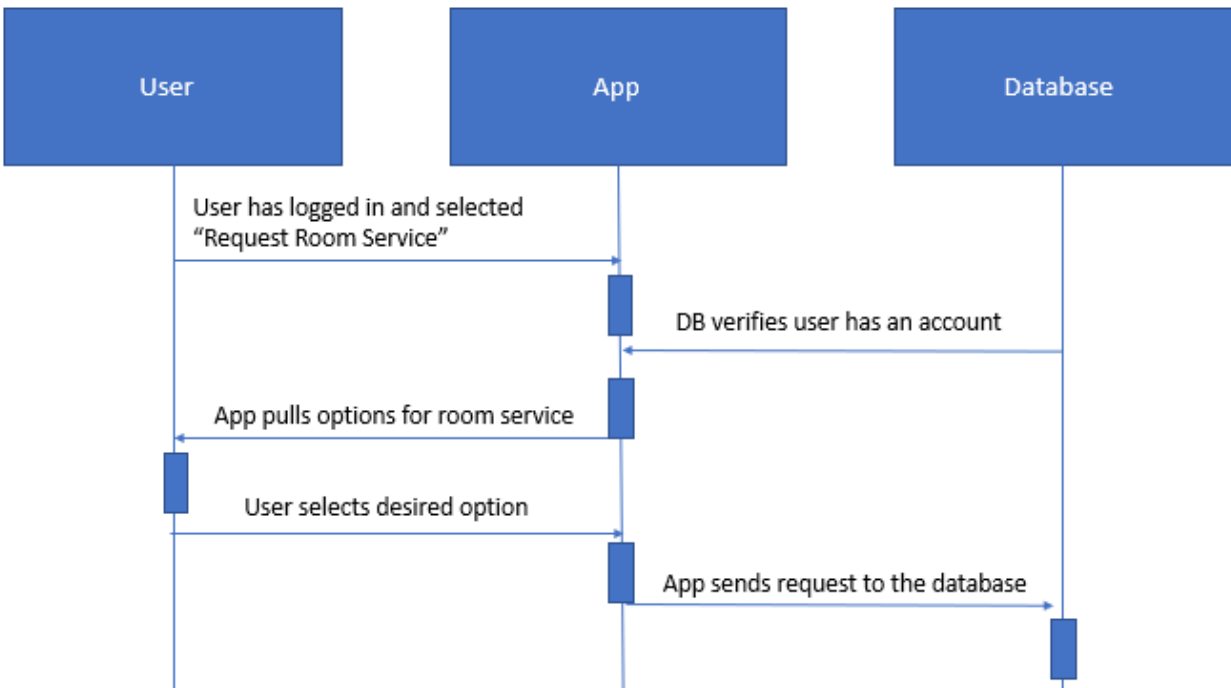 User
App
Database
User has logged in and selected
“Request Room Service”
DB verifies user has an account
App pulls options for room service
User selects desired option
App sends request to the database